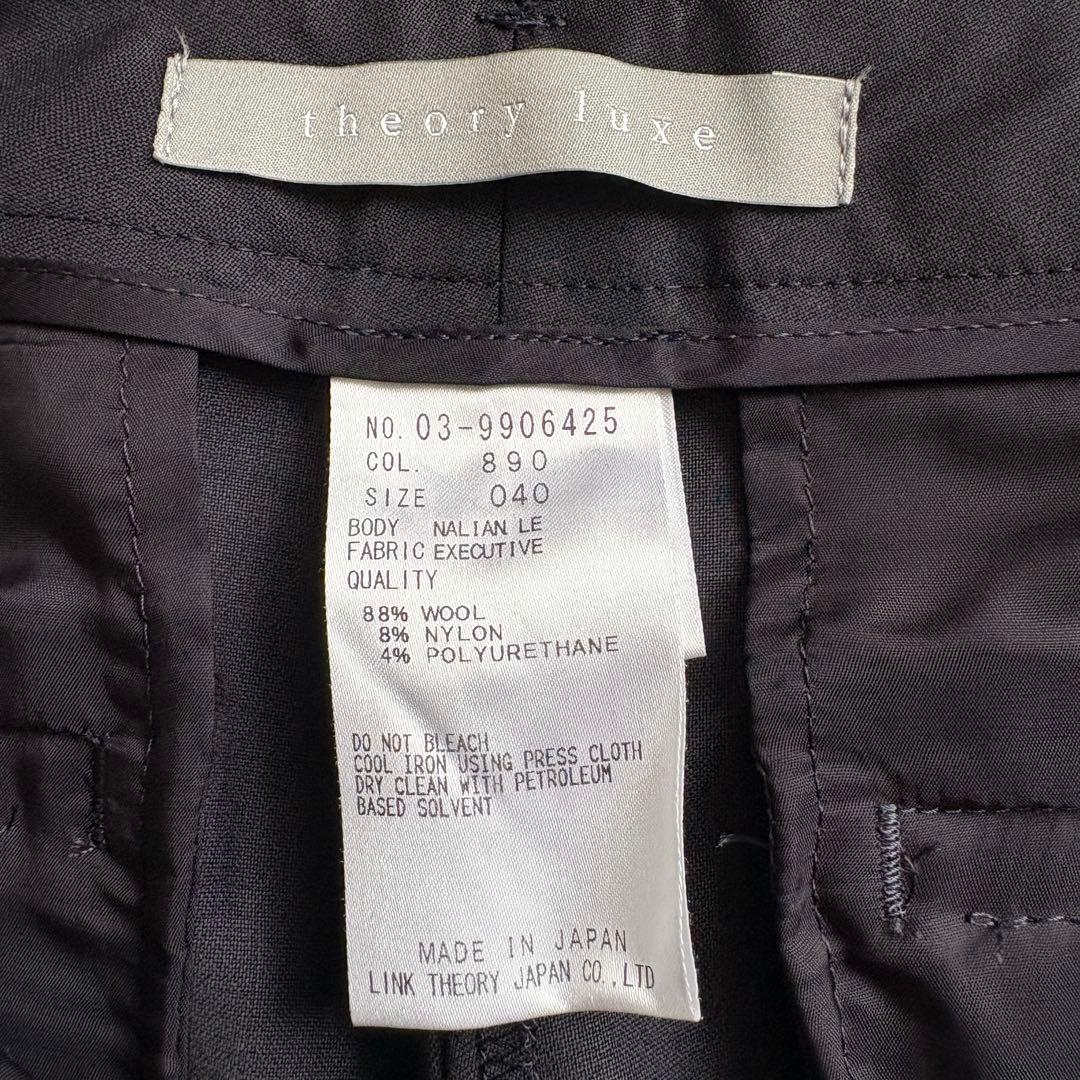 theory luxe
NO. 03-9906425
COL. 890
SIZE 040
BODY NALIAN LE
FABRIC EXECUTIVE
QUALITY
88% WOOL
8% NYLON
4% POLYURETHANE
DO NOT BLEACH
COOL IRON USING PRESS CLOTH
DRY CLEAN WITH PETROLEUM
BASED SOLVENT
MADE IN JAPAN
LINK THEORY JAPAN CO.,LTD